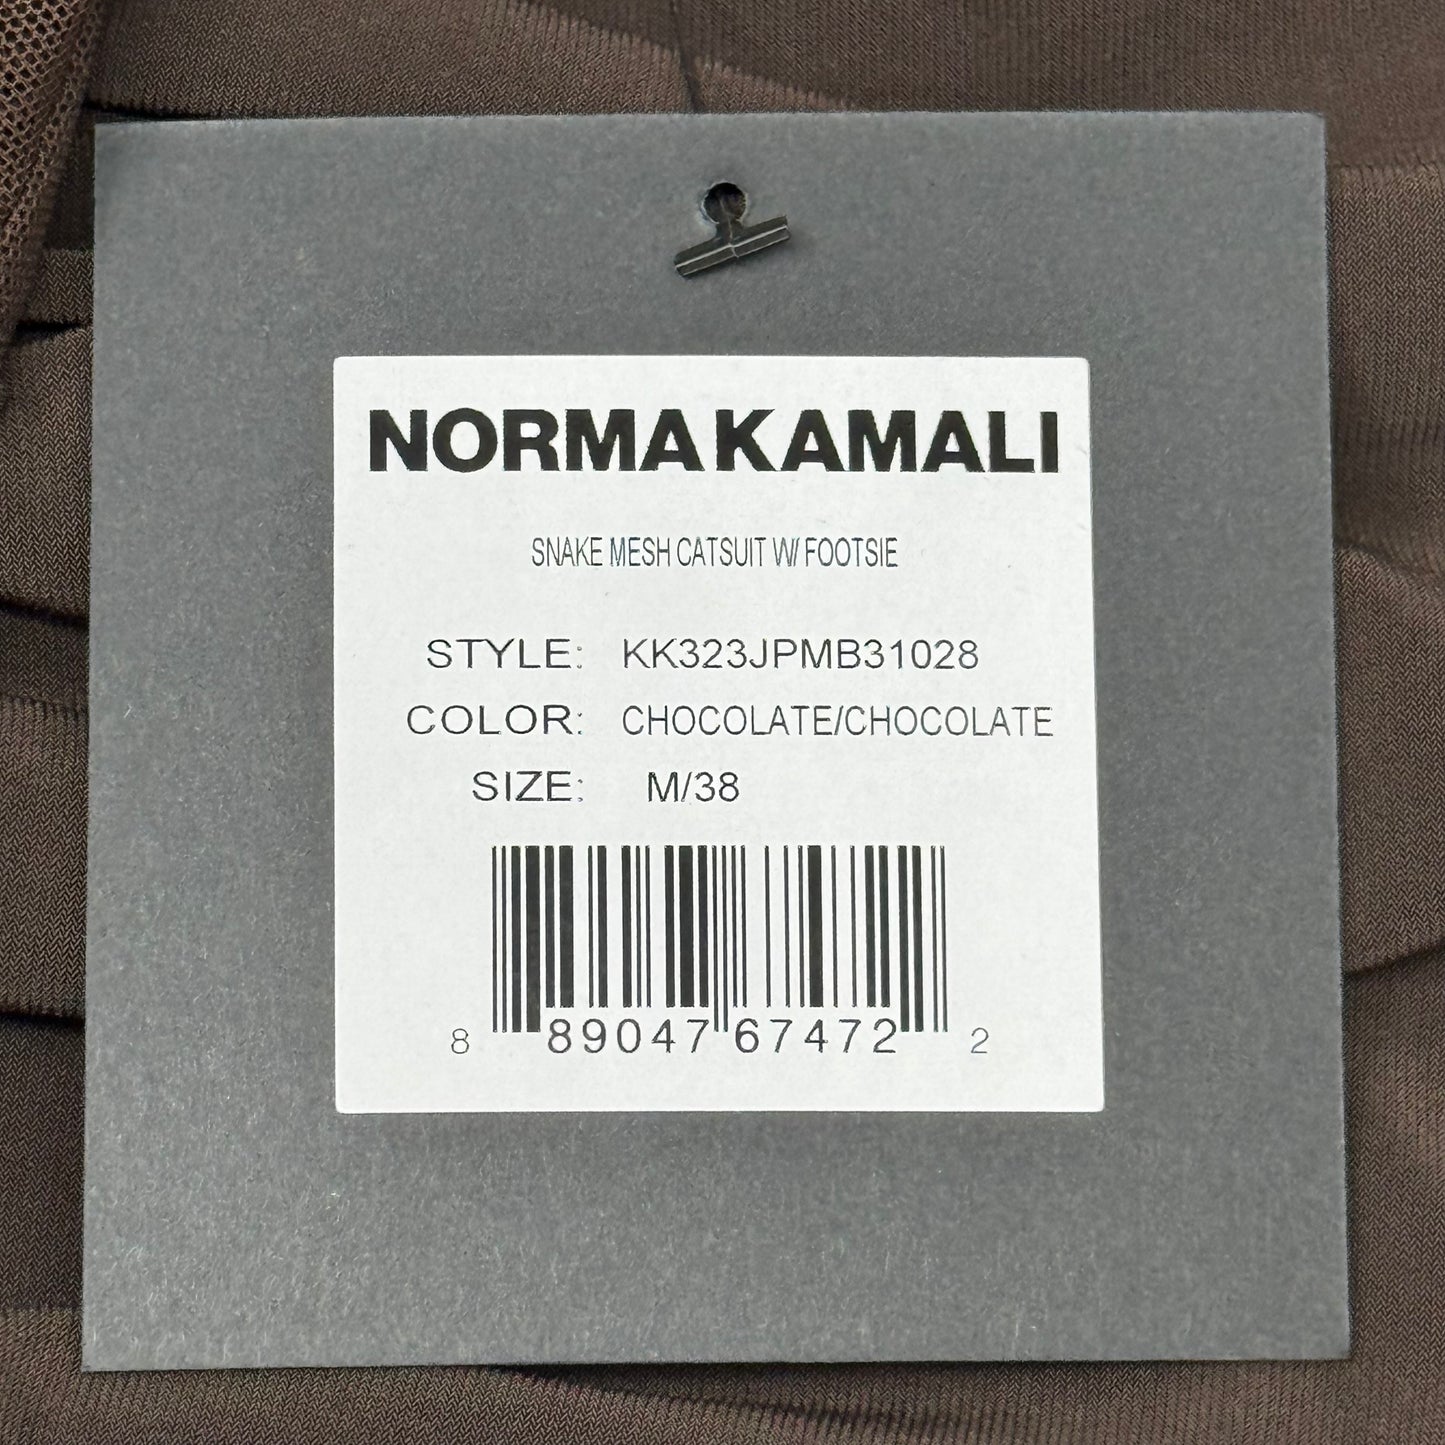 NORMA KAMALI
SNAKE MESH CATSUIT W/ FOOTSIE
STYLE: KK323JPMB31028
COLOR: CHOCOLATE/CHOCOLATE
SIZE: M/38
8 89047 67472 2